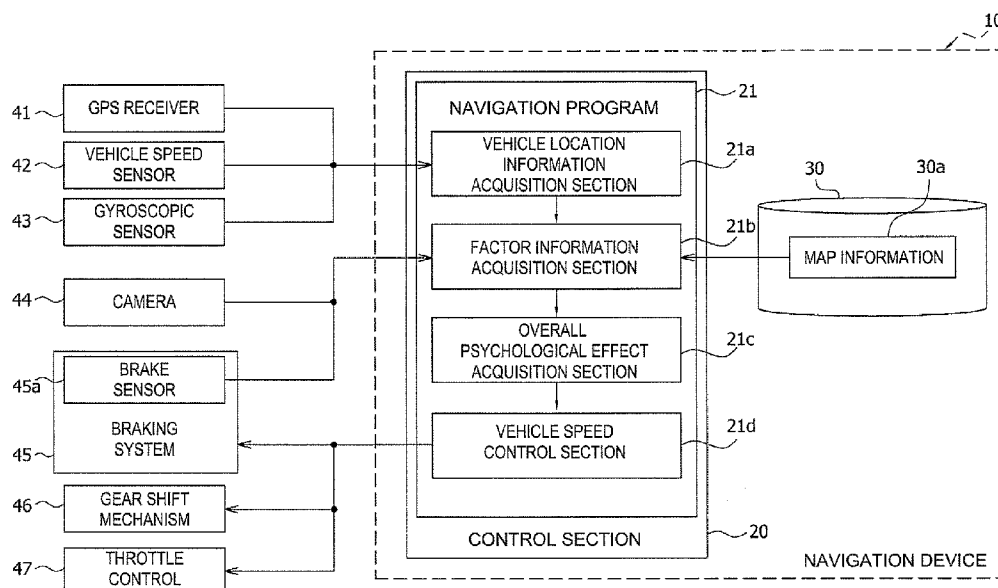 10
41
GPS RECEIVER
42
VEHICLE SPEED
SENSOR
43
GYROSCOPIC
SENSOR
44
CAMERA
45a
BRAKE
SENSOR
45
BRAKING
SYSTEM
46
GEAR SHIFT
MECHANISM
47
THROTTLE
CONTROL
21
NAVIGATION PROGRAM
VEHICLE LOCATION
INFORMATION
ACQUISITION SECTION
21a
FACTOR INFORMATION
ACQUISITION SECTION
21b
OVERALL
PSYCHOLOGICAL EFFECT
ACQUISITION SECTION
21c
VEHICLE SPEED
CONTROL SECTION
21d
CONTROL SECTION
20
30
30a
MAP INFORMATION
NAVIGATION DEVICE